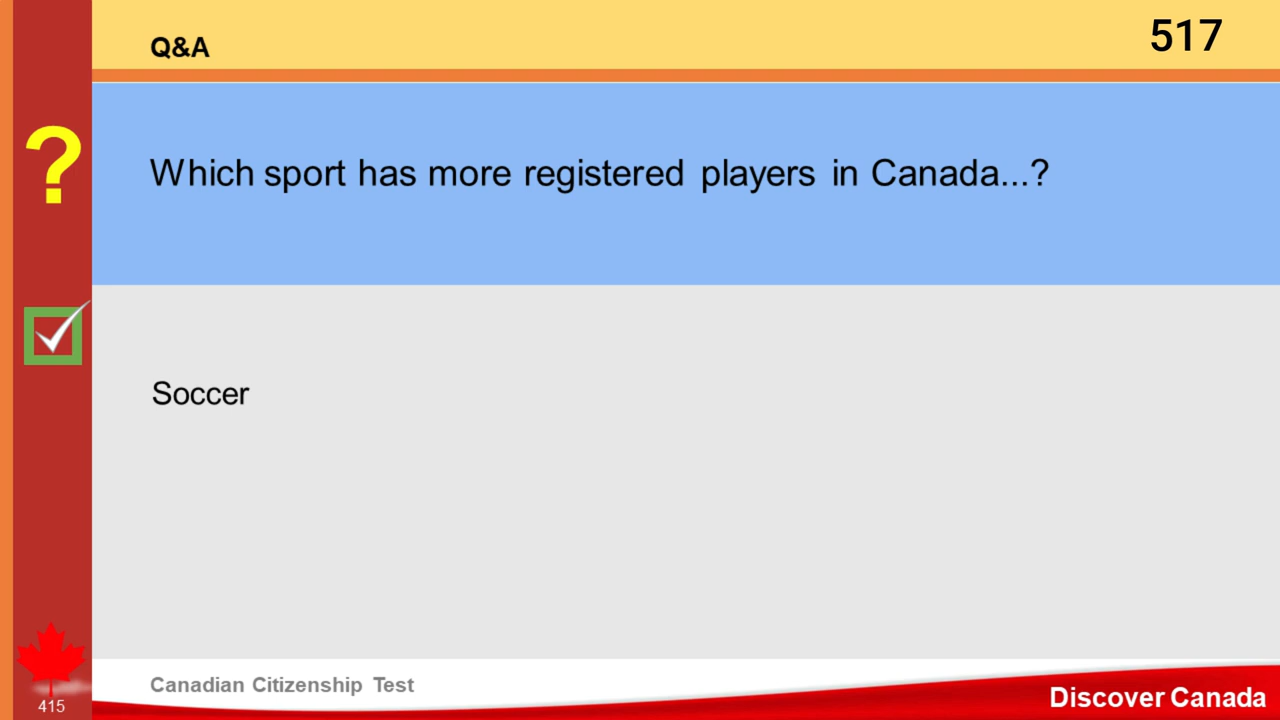 Q&A
517
?
Which sport has more registered players in Canada...?
Soccer
Canadian Citizenship Test
415
Discover Canada